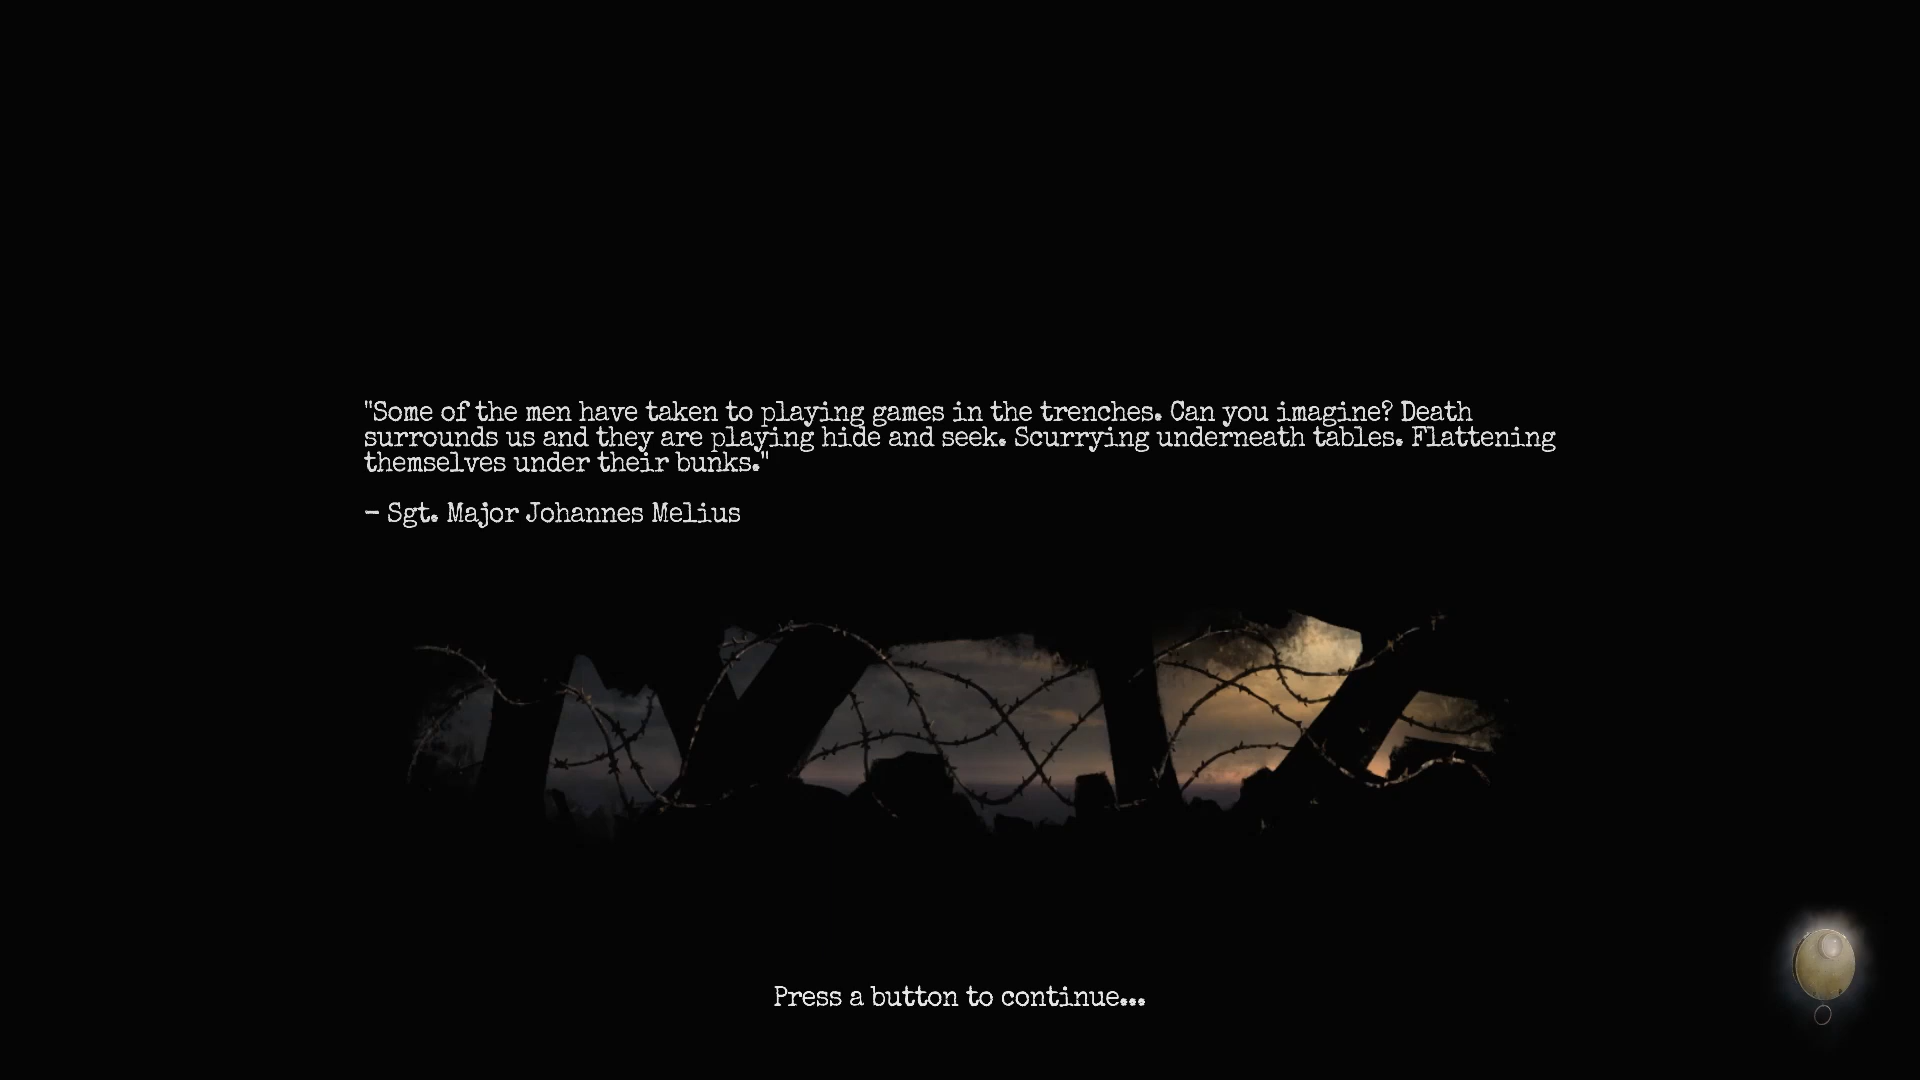 "Some of the men have taken to playing games in the trenches. Can you imagine? Death
surrounds us and they are playing hide and seek. Scurrying underneath tables. Flattening
themselves under their bunks."
- Sgt. Major Johannes Melius
Press a button to continue...